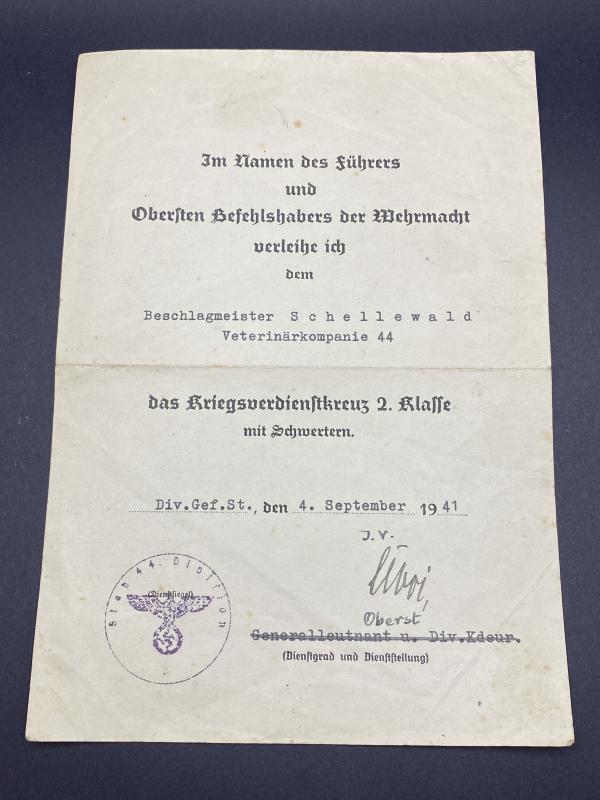 Im Namen des Führers
und
Obersten Befehlshabers der Wehrmacht
verleihe ich
dem
Beschlagmeister Schellewald
Veterinärkompanie 44
das Kriegsverdienstkreuz 2. Klasse
mit Schwertern.
Div.Gef.St., den 4. September 1941
J.V.
Oberst
Generalleutnant u. Div.Kdeur.
(Dienstgrad und Dienststellung)
Stab 44. Division
(Dienstsiegel)